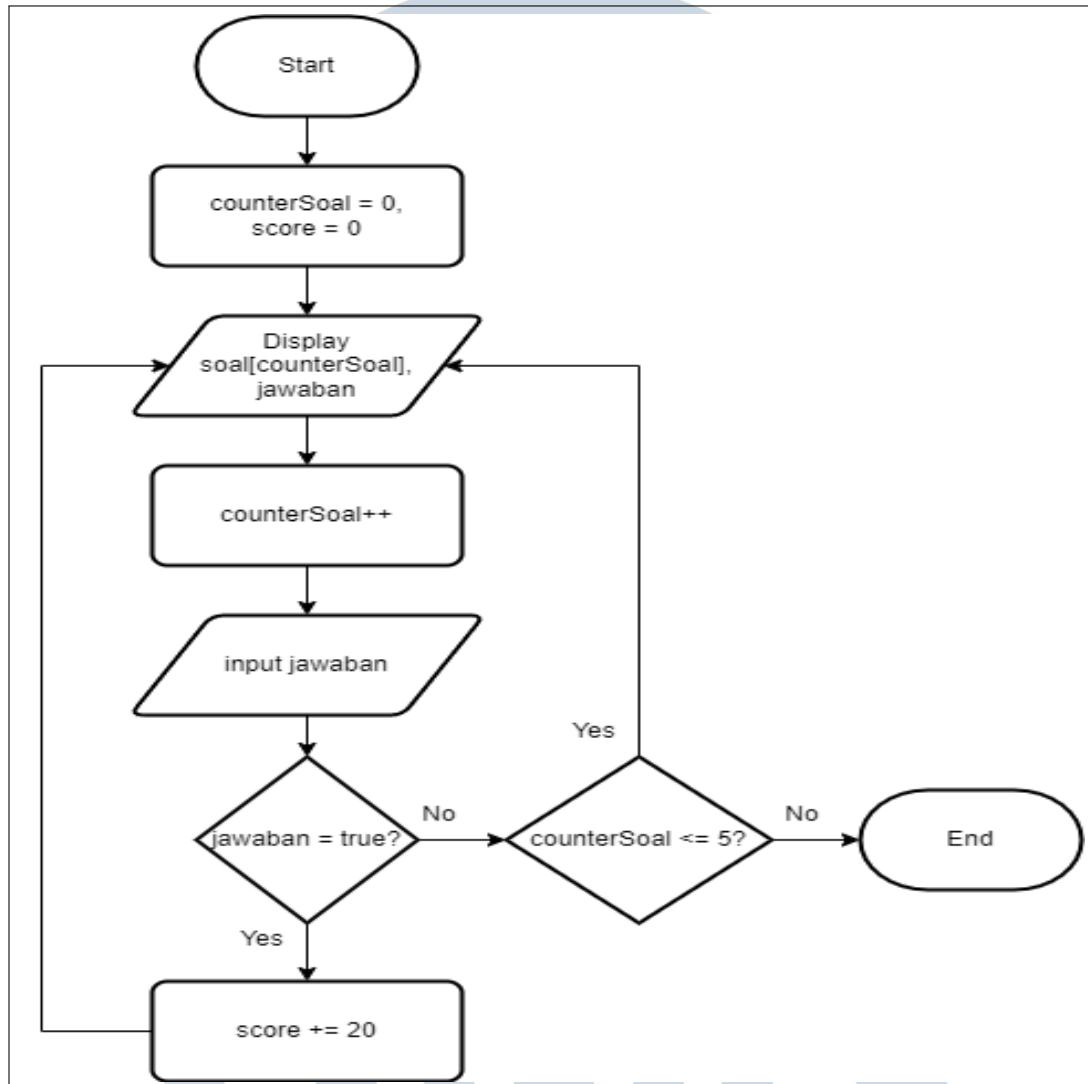 Start
counterSoal = 0,
score = 0
Display
soal[counterSoal],
jawaban
counterSoal++
input jawaban
Yes
jawaban = true?
No
counterSoal <= 5?
No
End
Yes
score += 20